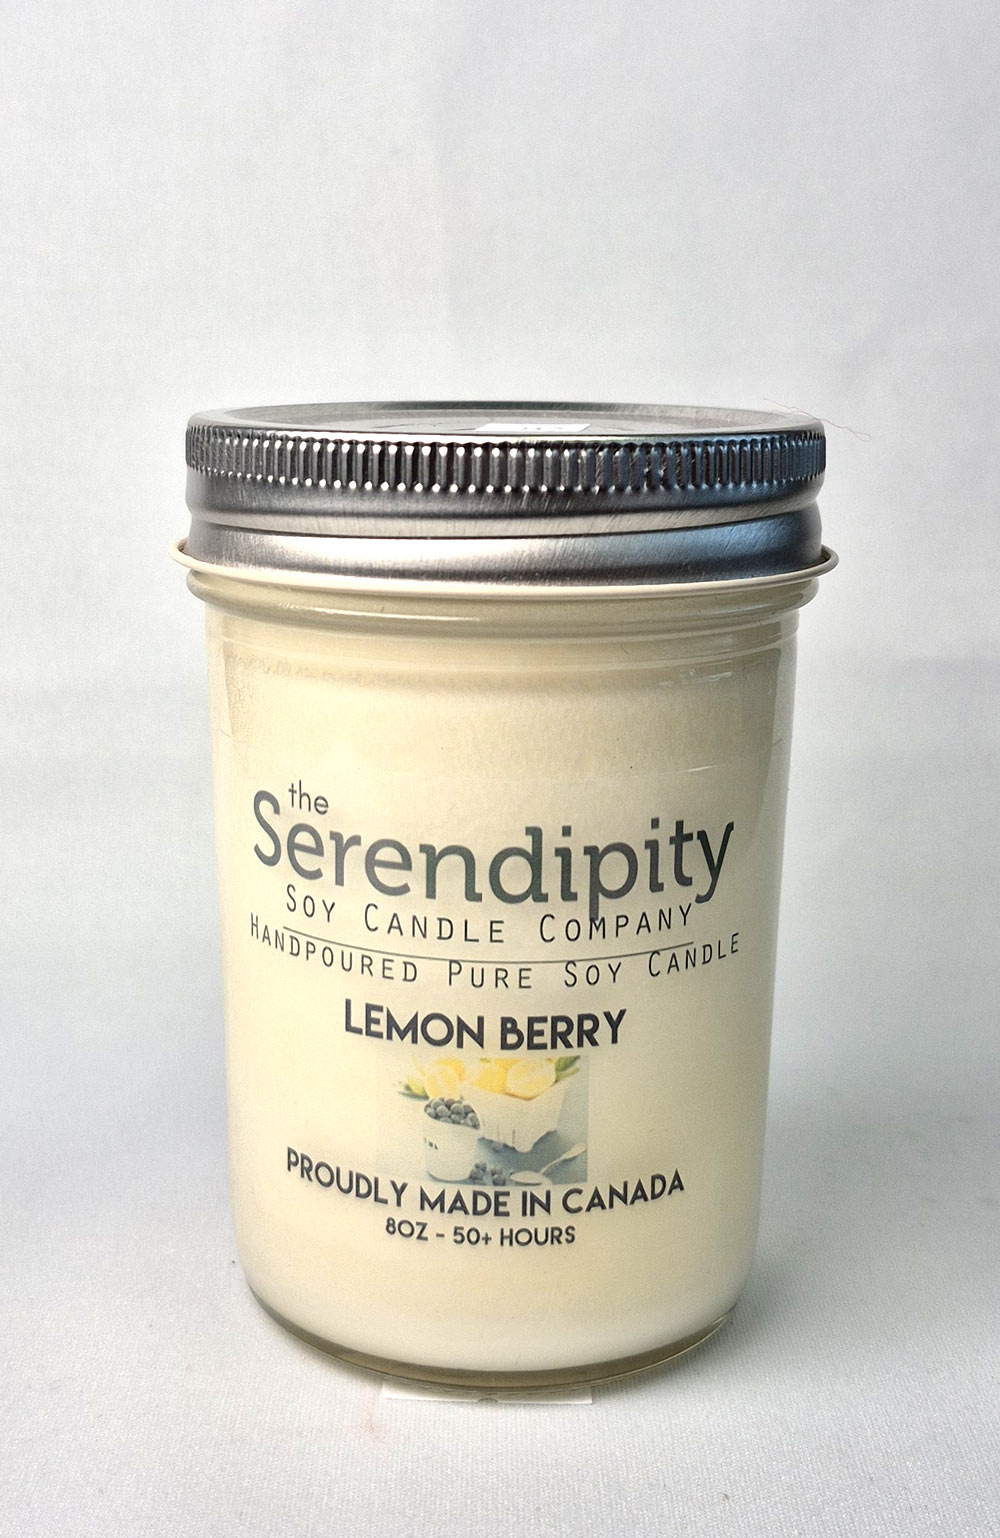 the
Serendipity
SOY CANDLE COMPANY
HANDPOURED PURE SOY CANDLE
LEMON BERRY
PROUDLY MADE IN CANADA
8OZ - 50+ HOURS